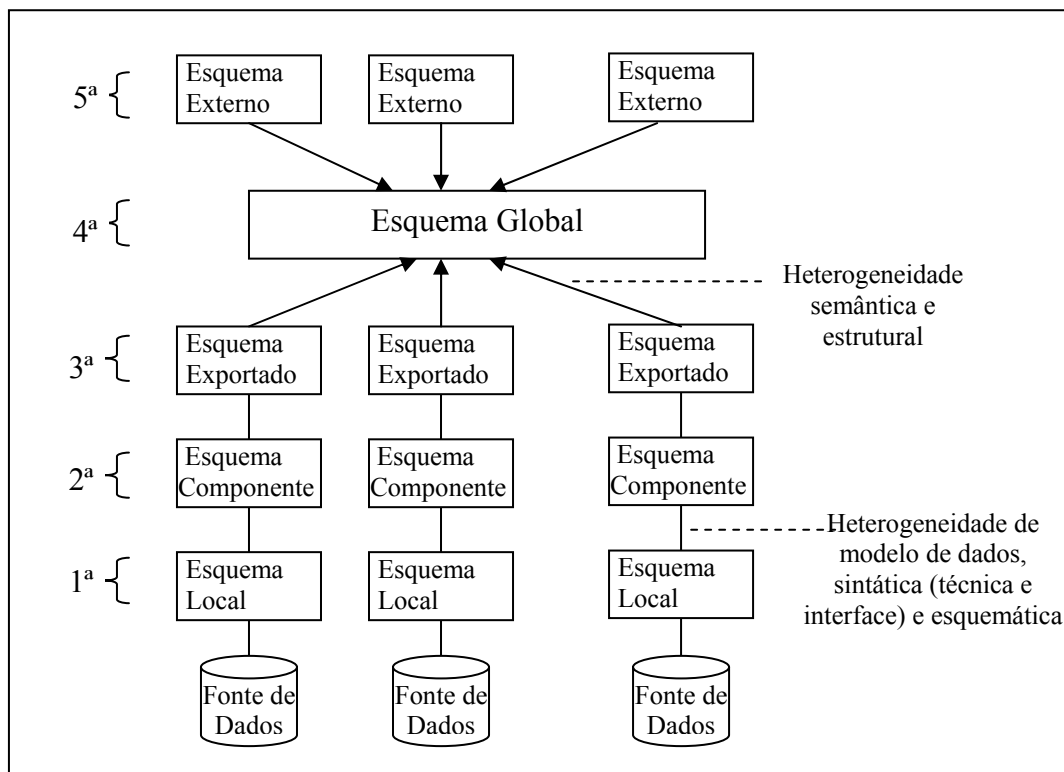 5ª
Esquema
Externo
Esquema
Externo
Esquema
Externo
4ª
Esquema Global
Heterogeneidade
semântica e
estrutural
3ª
Esquema
Exportado
Esquema
Exportado
Esquema
Exportado
2ª
Esquema
Componente
Esquema
Componente
Esquema
Componente
Heterogeneidade de
modelo de dados,
sintática (técnica e
interface) e esquemática
1ª
Esquema
Local
Esquema
Local
Esquema
Local
Fonte de
Dados
Fonte de
Dados
Fonte de
Dados